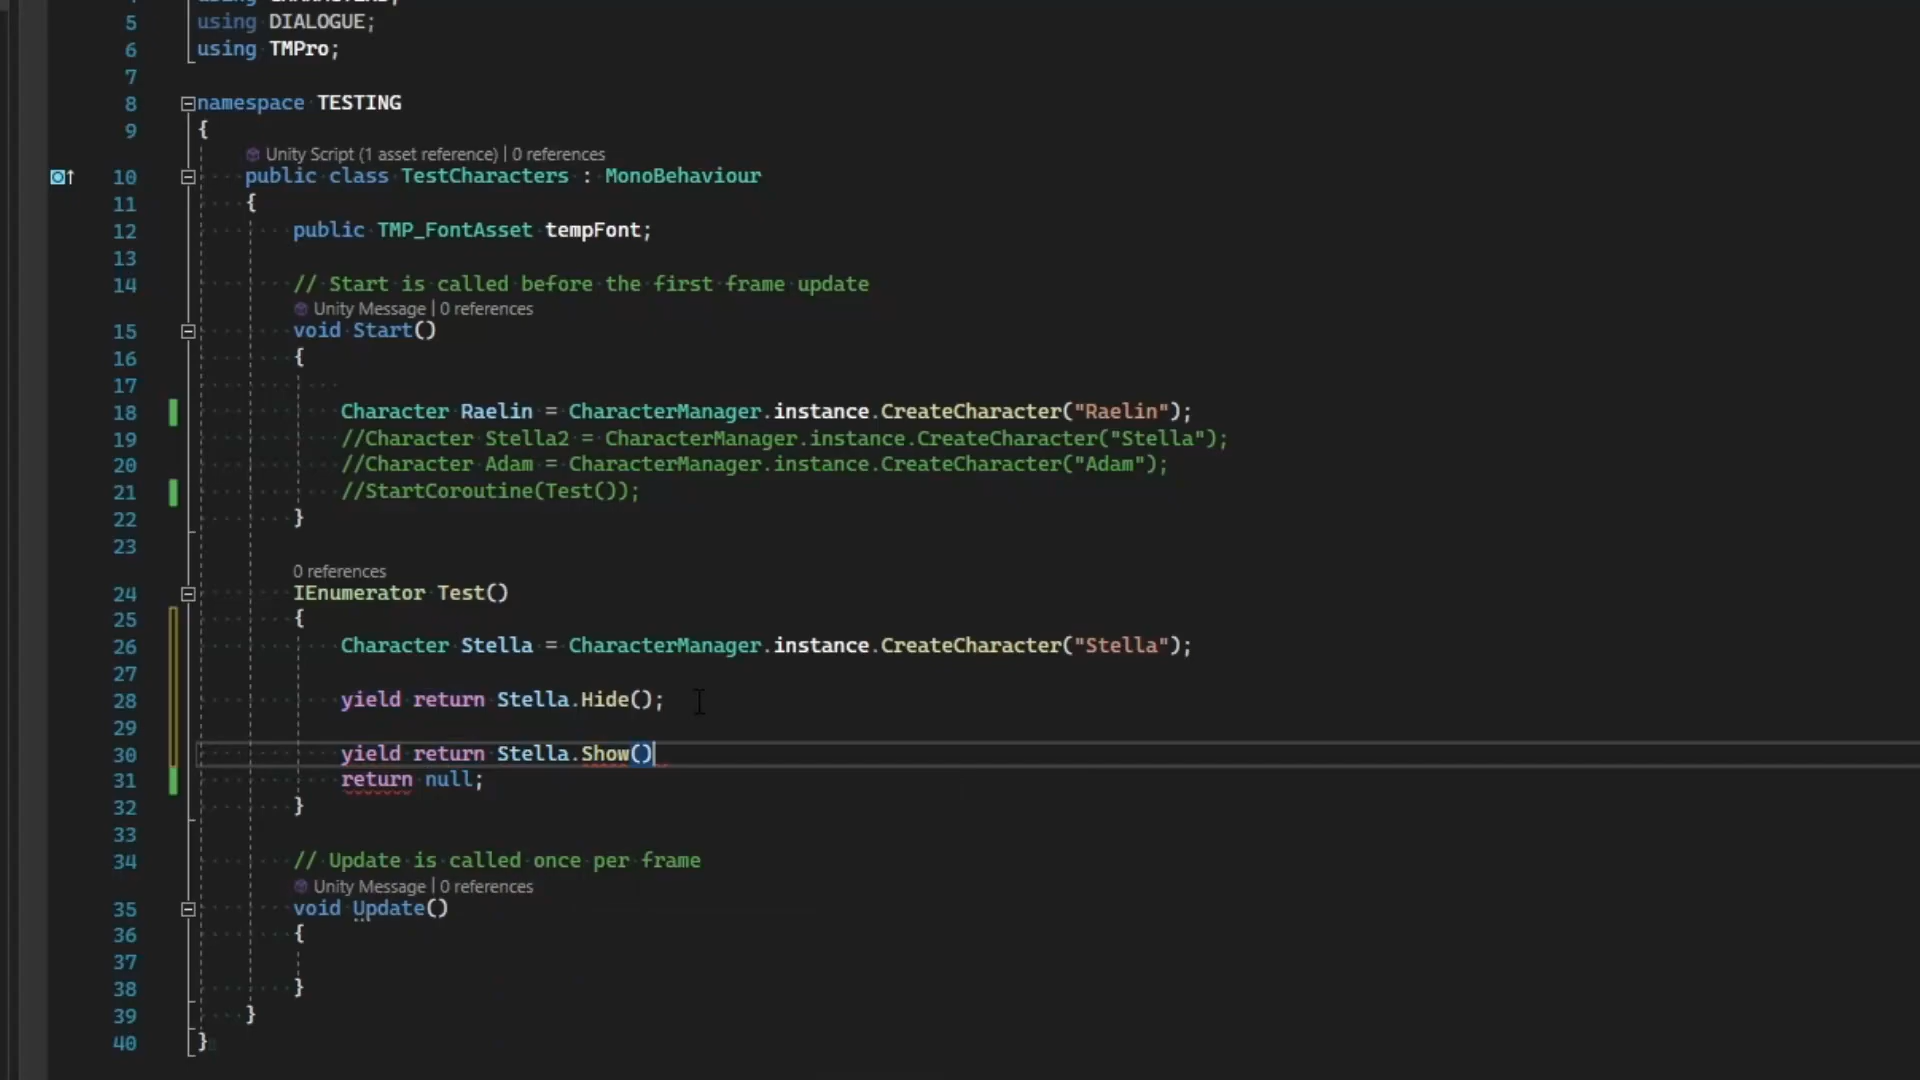 5 using DIALOGUE;
6 using TMPro;
7
8 namespace TESTING
9 {
Unity Script (1 asset reference) | 0 references
10 public class TestCharacters : MonoBehaviour
11 {
12 public TMP_FontAsset tempFont;
13
14 // Start is called before the first frame update
Unity Message | 0 references
15 void Start()
16 {
17
18 Character Raelin = CharacterManager.instance.CreateCharacter("Raelin");
19 //Character Stella2 = CharacterManager.instance.CreateCharacter("Stella");
20 //Character Adam = CharacterManager.instance.CreateCharacter("Adam");
21 //StartCoroutine(Test());
22 }
23
0 references
24 IEnumerator Test()
25 {
26 Character Stella = CharacterManager.instance.CreateCharacter("Stella");
27
28 yield return Stella.Hide();
29
30 yield return Stella.Show()
31 return null;
32 }
33
34 // Update is called once per frame
Unity Message | 0 references
35 void Update()
36 {
37
38 }
39 }
40 }